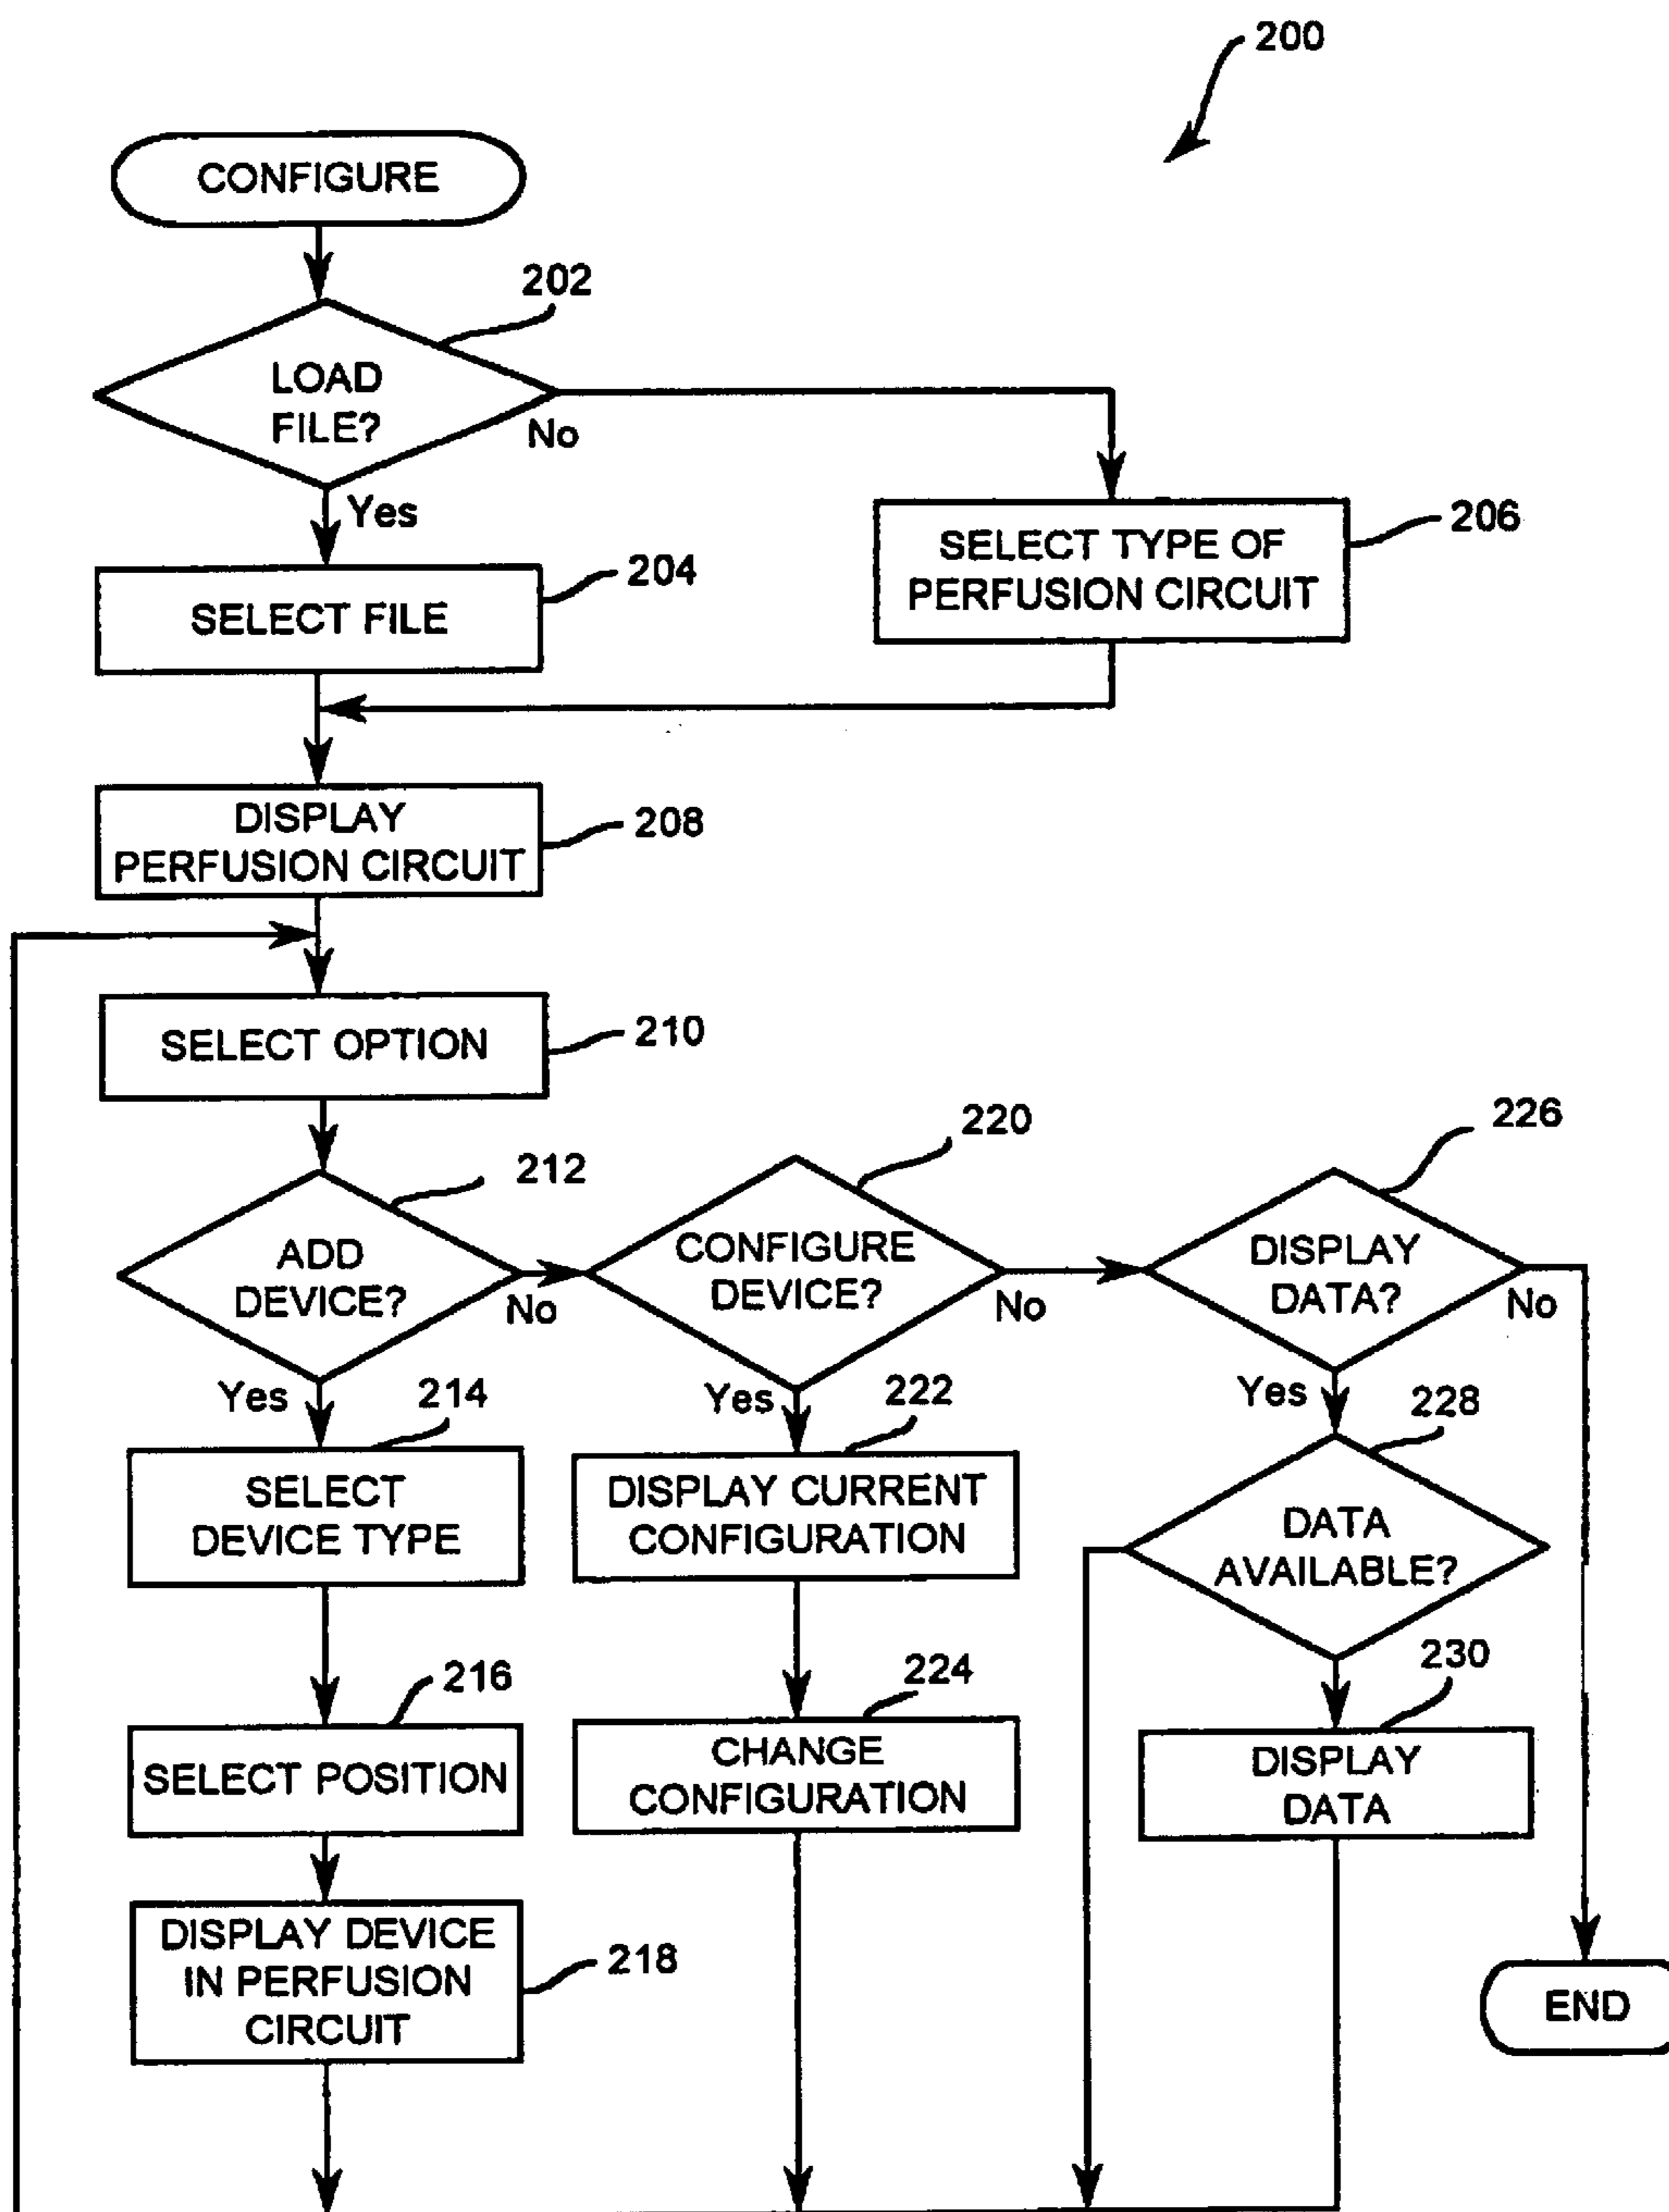 200
CONFIGURE
202
LOAD
FILE?
No
Yes
204
SELECT FILE
206
SELECT TYPE OF
PERFUSION CIRCUIT
208
DISPLAY
PERFUSION CIRCUIT
210
SELECT OPTION
212
ADD
DEVICE?
No
Yes
220
CONFIGURE
DEVICE?
No
Yes
226
DISPLAY
DATA?
No
Yes
214
SELECT
DEVICE TYPE
222
DISPLAY CURRENT
CONFIGURATION
228
DATA
AVAILABLE?
216
SELECT POSITION
224
CHANGE
CONFIGURATION
230
DISPLAY
DATA
218
DISPLAY DEVICE
IN PERFUSION
CIRCUIT
END